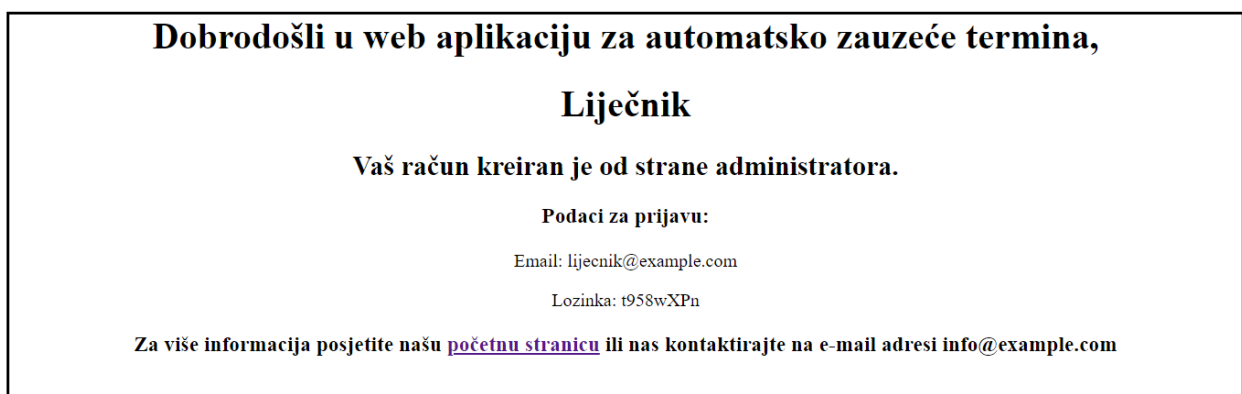 Dobrodošli u web aplikaciju za automatsko zauzeće termina,
Liječnik
Vaš račun kreiran je od strane administratora.
Podaci za prijavu:
Email: lijecnik@example.com
Lozinka: t958wXPn
Za više informacija posjetite našu početnu stranicu ili nas kontaktirajte na e-mail adresi info@example.com